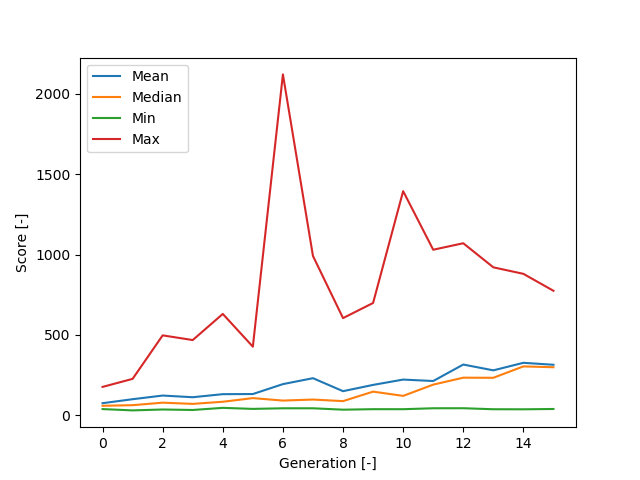 Mean
Median
Min
Max
2000
1500
1000
500
0
Score [-]
0 2 4 6 8 10 12 14
Generation [-]